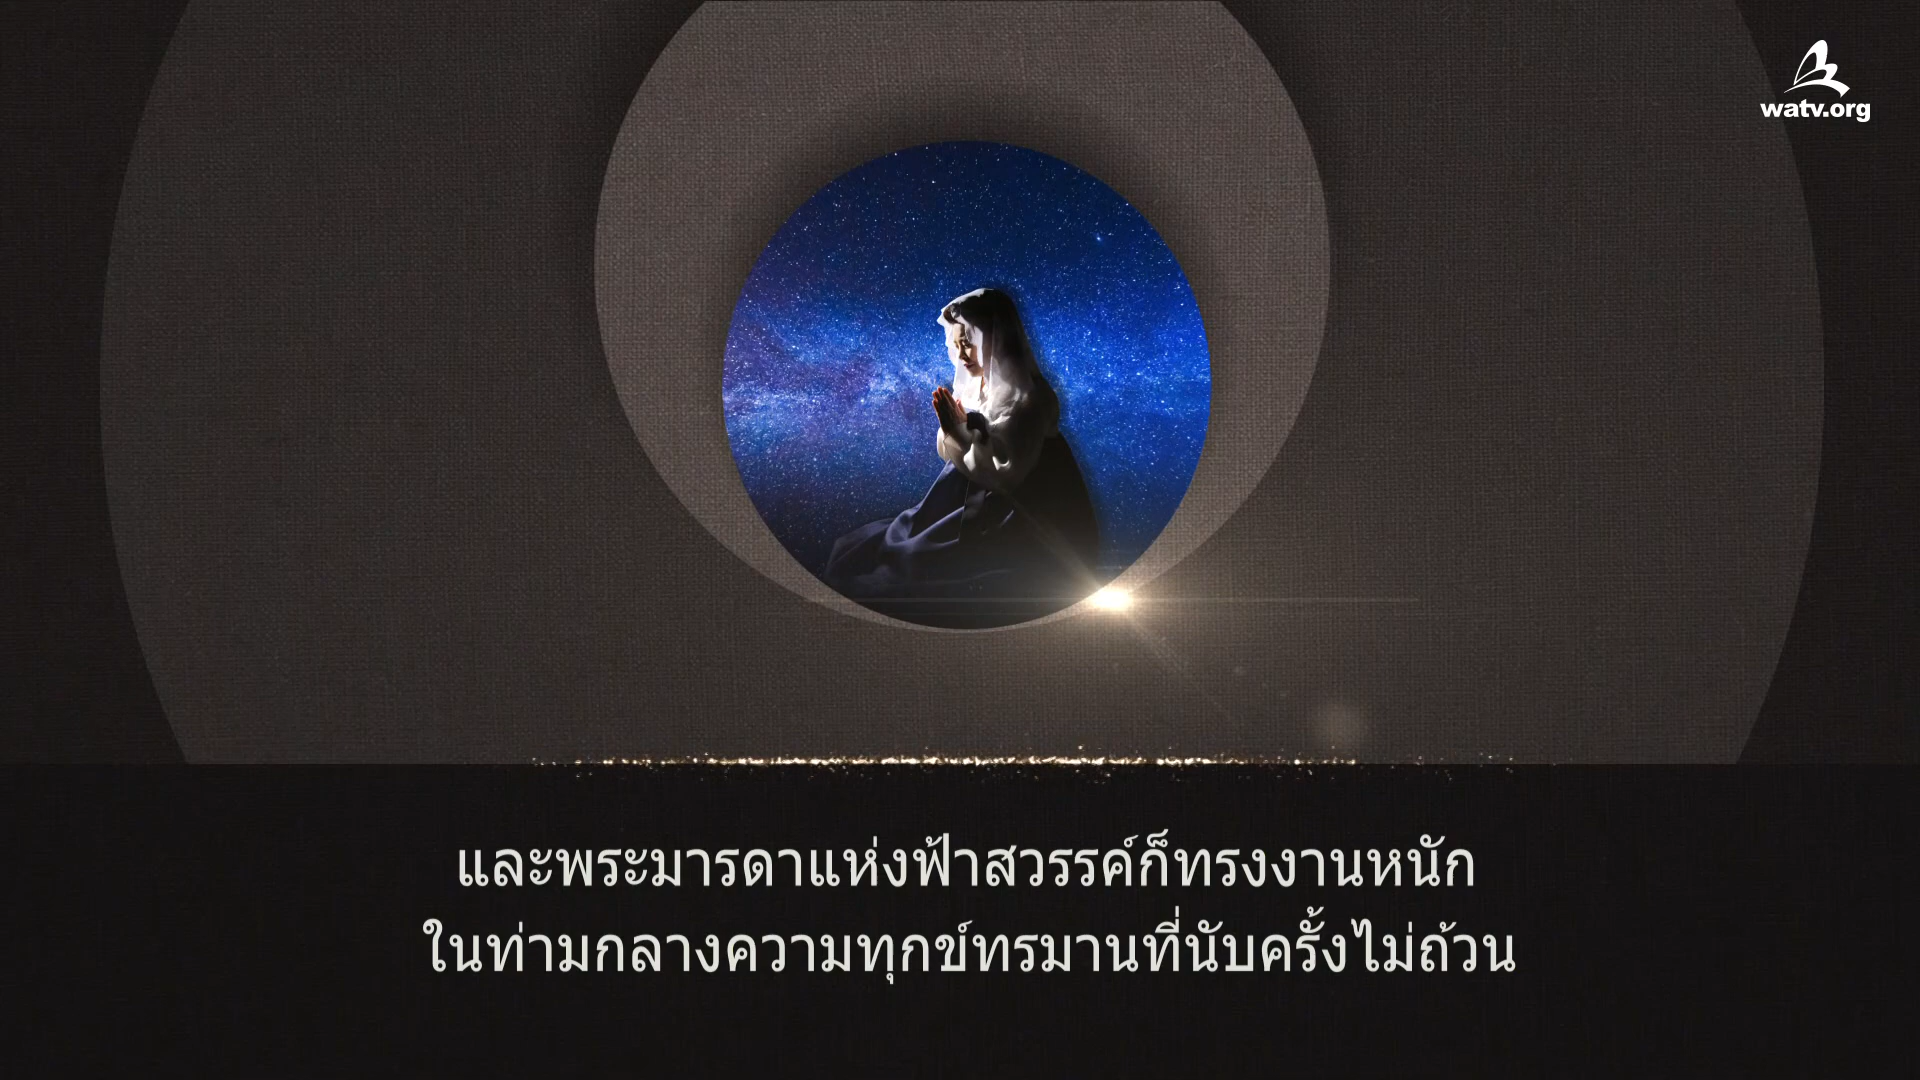 watv.org
และพระมารดาแห่งฟ้าสวรรค์ก็ทรงงานหนัก
ในท่ามกลางความทุกข์ทรมานที่นับครั้งไม่ถ้วน